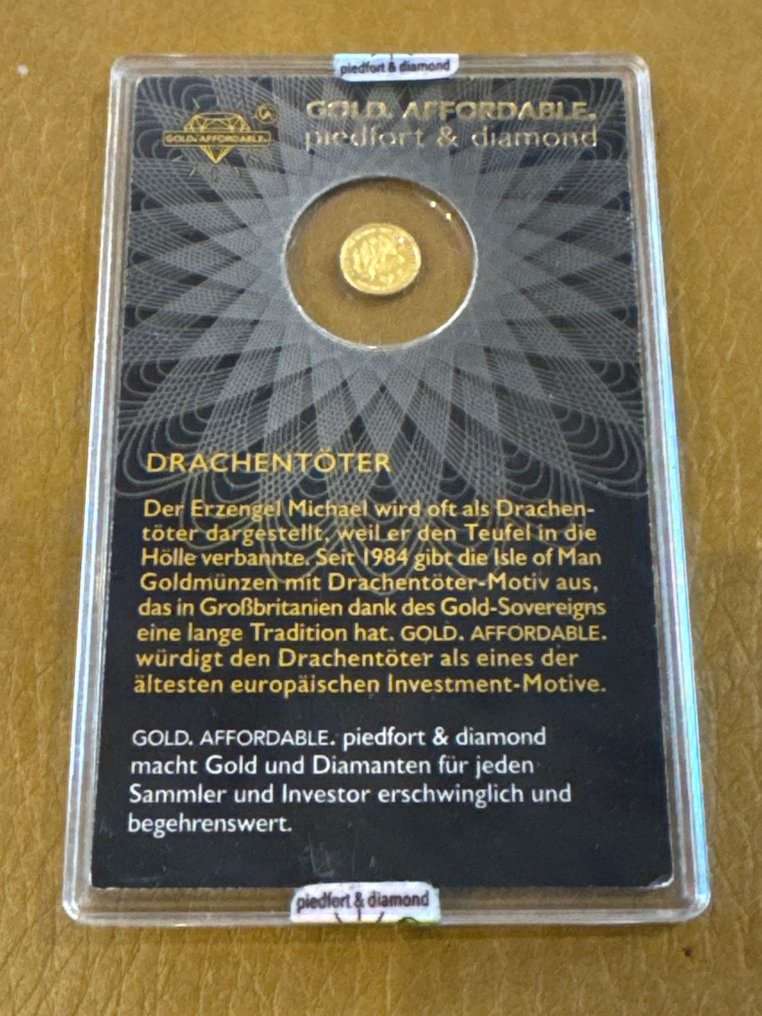 piedfort & diamond
GOLD. AFFORDABLE.
GOLD. AFFORDABLE.
piedfort & diamond
DRACHENTÖTER
Der Erzengel Michael wird oft als Drachen-
töter dargestellt, weil er den Teufel in die
Hölle verbannte. Seit 1984 gibt die Isle of Man
Goldmünzen mit Drachentöter-Motiv aus,
das in Großbritanien dank des Gold-Sovereigns
eine lange Tradition hat. GOLD. AFFORDABLE.
würdigt den Drachentöter als eines der
ältesten europäischen Investment-Motive.
GOLD. AFFORDABLE. piedfort & diamond
macht Gold und Diamanten für jeden
Sammler und Investor erschwinglich und
begehrenswert.
piedfort & diamond